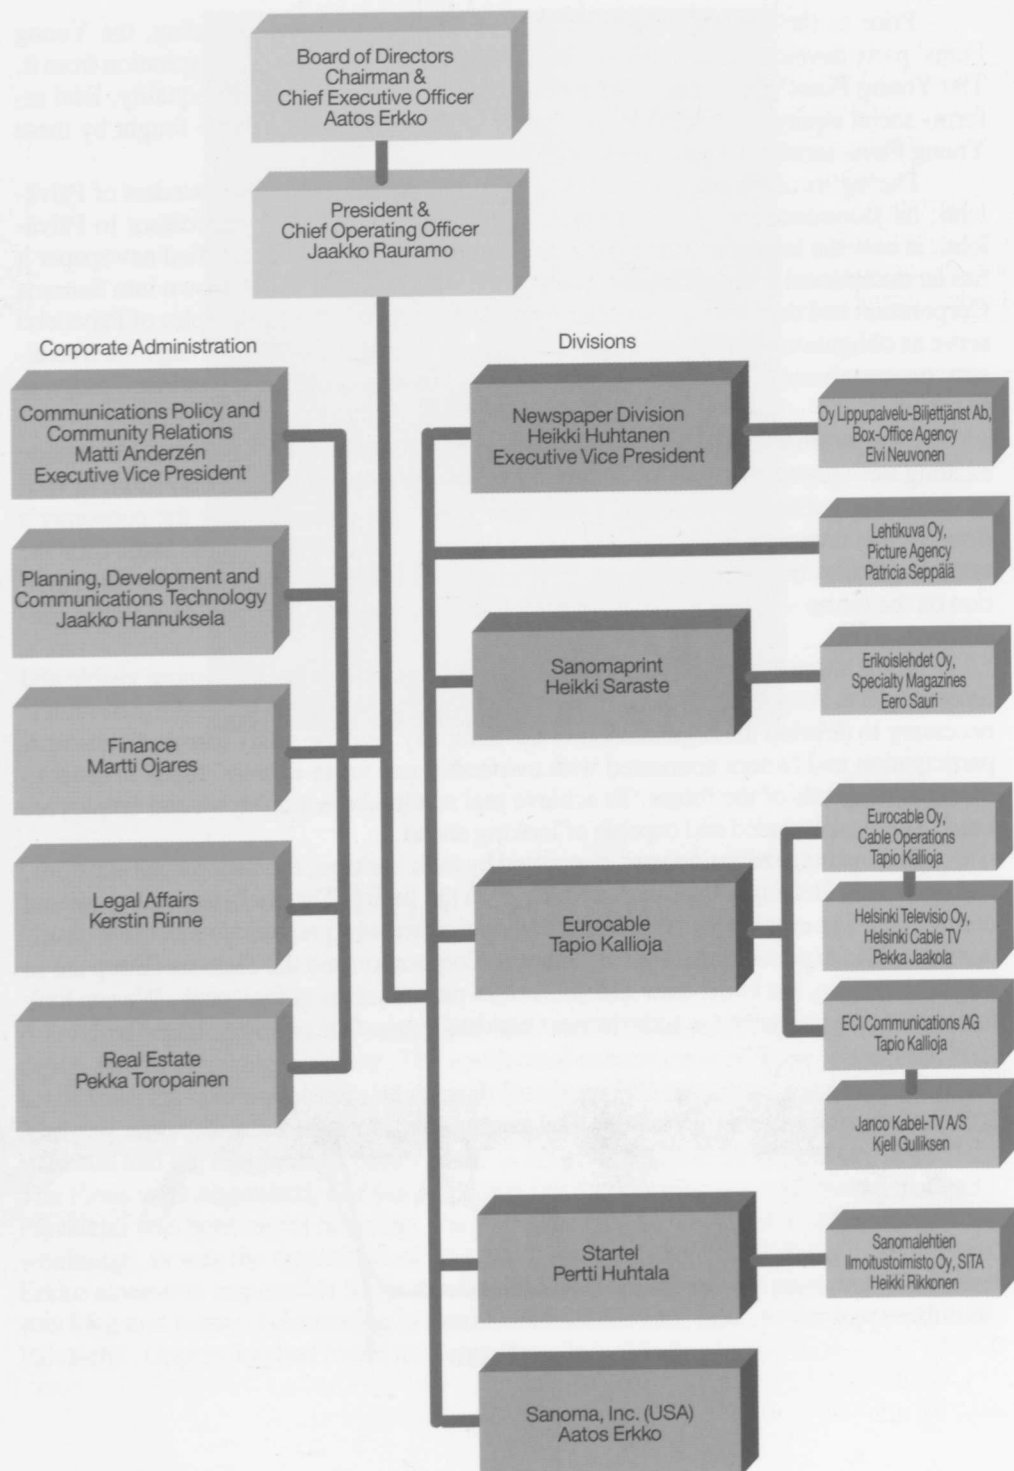 Board of Directors
Chairman &
Chief Executive Officer
Aatos Erkko
President &
Chief Operating Officer
Jaakko Rauramo
Corporate Administration
Communications Policy and
Community Relations
Matti Anderzén
Executive Vice President
Planning, Development and
Communications Technology
Jaakko Hannuksela
Finance
Martti Ojares
Legal Affairs
Kerstin Rinne
Real Estate
Pekka Toropainen
Divisions
Newspaper Division
Heikki Huhtanen
Executive Vice President
Oy Lippupalvelu-Biljettjänst Ab,
Box-Office Agency
Elvi Neuvonen
Lehtikuva Oy,
Picture Agency
Patricia Seppälä
Sanomaprint
Heikki Saraste
Erikoislehdet Oy,
Specialty Magazines
Eero Sauri
Eurocable
Tapio Kallioja
Eurocable Oy,
Cable Operations
Tapio Kallioja
Helsinki Televisio Oy,
Helsinki Cable TV
Pekka Jaakola
ECI Communications AG
Tapio Kallioja
Janco Kabel-TV A/S
Kjell Gulliksen
Startel
Pertti Huhtala
Sanomalehtien
Ilmoitustoimisto Oy, SITA
Heikki Rikkonen
Sanoma, Inc. (USA)
Aatos Erkko